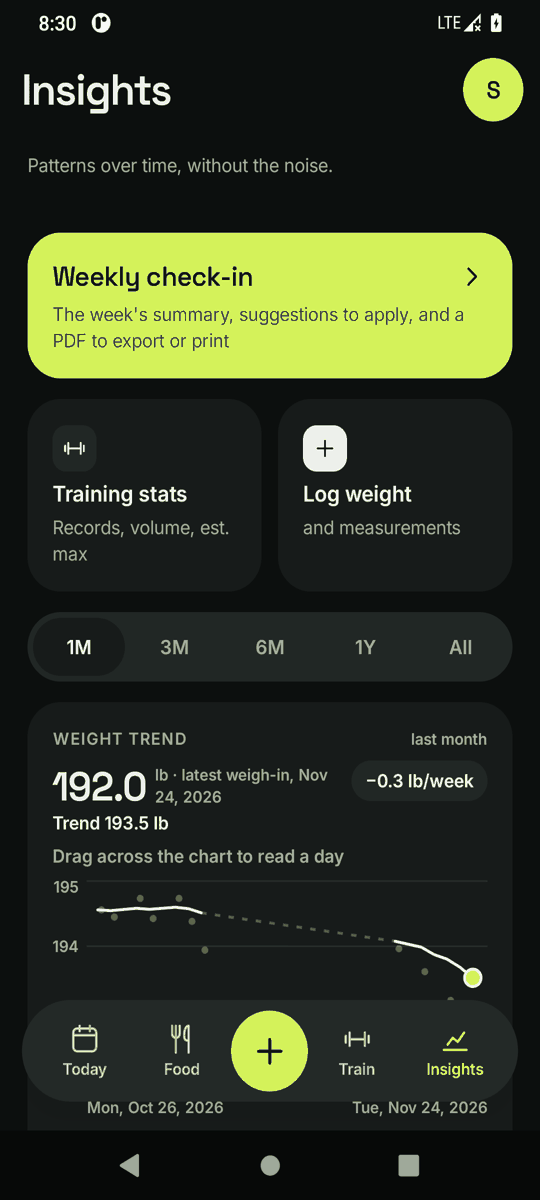 8:30
LTE
Insights
S
Patterns over time, without the noise.
Weekly check-in
The week's summary, suggestions to apply, and a
PDF to export or print
Training stats
Records, volume, est.
max
Log weight
and measurements
1M 3M 6M 1Y All
WEIGHT TREND
last month
192.0 lb · latest weigh-in, Nov
24, 2026
−0.3 lb/week
Trend 193.5 lb
Drag across the chart to read a day
195
194
Today
Food
Train
Insights
Mon, Oct 26, 2026
Tue, Nov 24, 2026